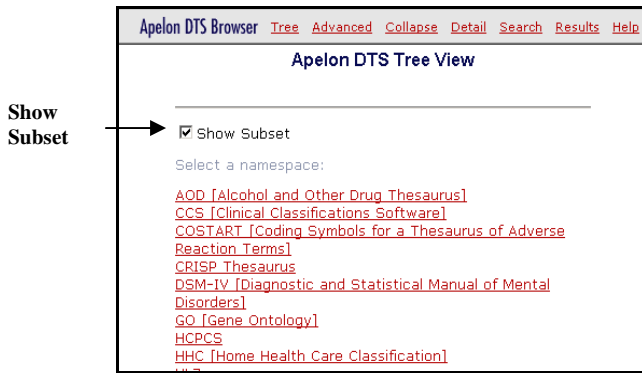 Apelon DTS Browser Tree Advanced Collapse Detail Search Results Help
Apelon DTS Tree View
Show
Subset
Show Subset
Select a namespace:
AOD [Alcohol and Other Drug Thesaurus]
CCS [Clinical Classifications Software]
COSTART [Coding Symbols for a Thesaurus of Adverse
Reaction Terms]
CRISP Thesaurus
DSM-IV [Diagnostic and Statistical Manual of Mental
Disorders]
GO [Gene Ontology]
HCPCS
HHC [Home Health Care Classification]